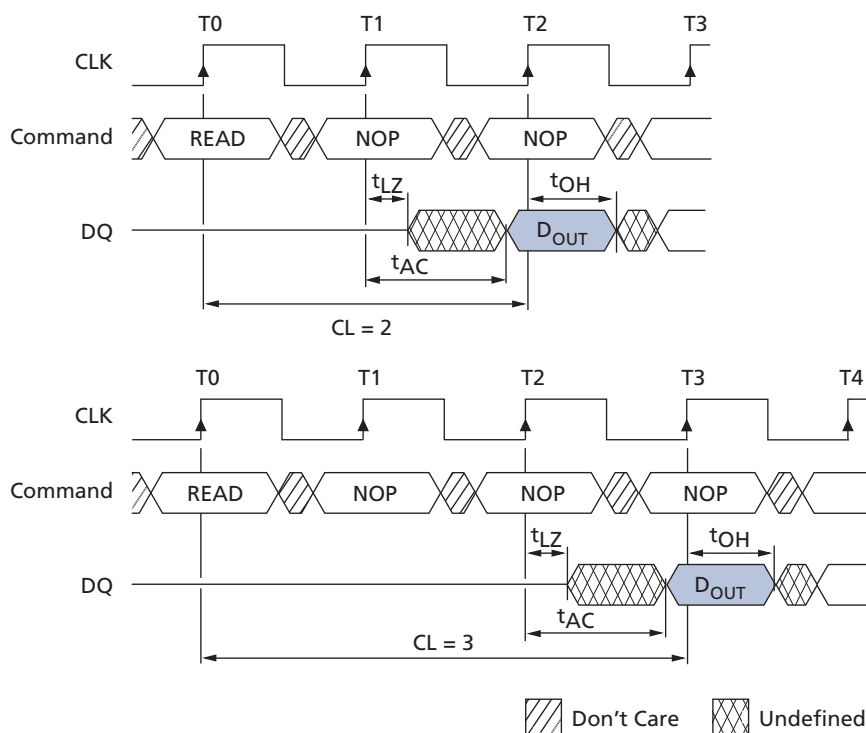 T0 T1 T2 T3
CLK
Command READ NOP NOP
tLZ tOH
DQ DOUT
tAC
CL = 2
T0 T1 T2 T3 T4
CLK
Command READ NOP NOP NOP
tLZ tOH
DQ DOUT
tAC
CL = 3
Don't Care Undefined